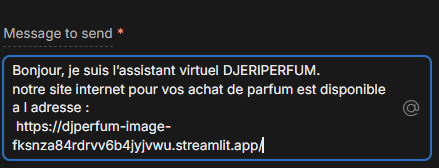 Message to send *
Bonjour, je suis l'assistant virtuel DJERIPERFUM.
notre site internet pour vos achat de parfum est disponible
a l adresse :
https://djperfum-image-
fksnza84rdrvv6b4jyjvwu.streamlit.app/
@